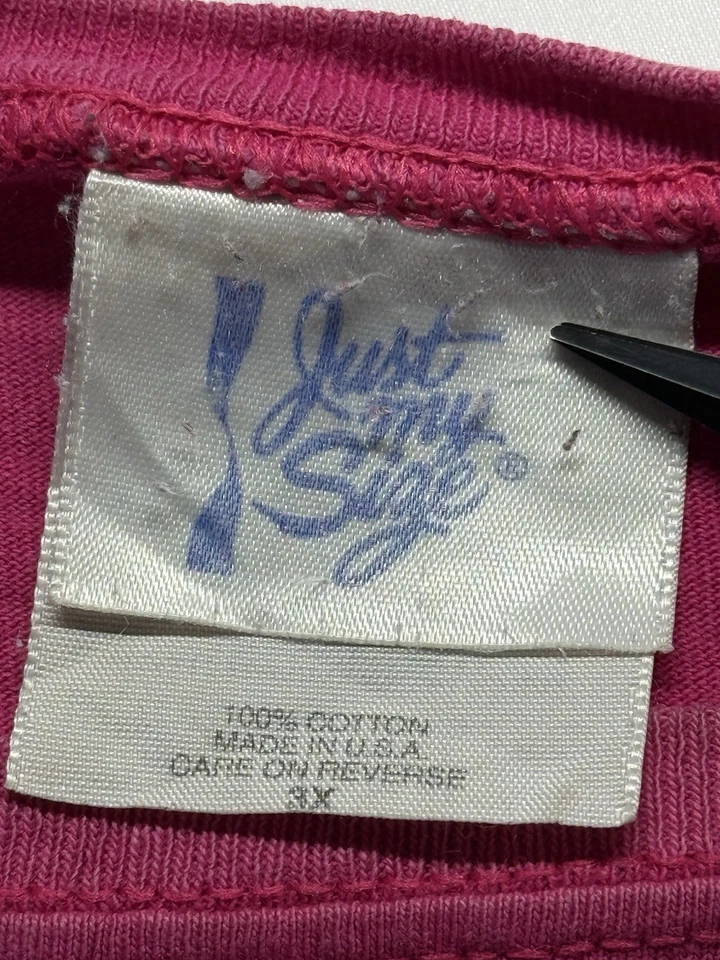 Just
my
Size®
100% COTTON
MADE IN U.S.A.
CARE ON REVERSE
3X